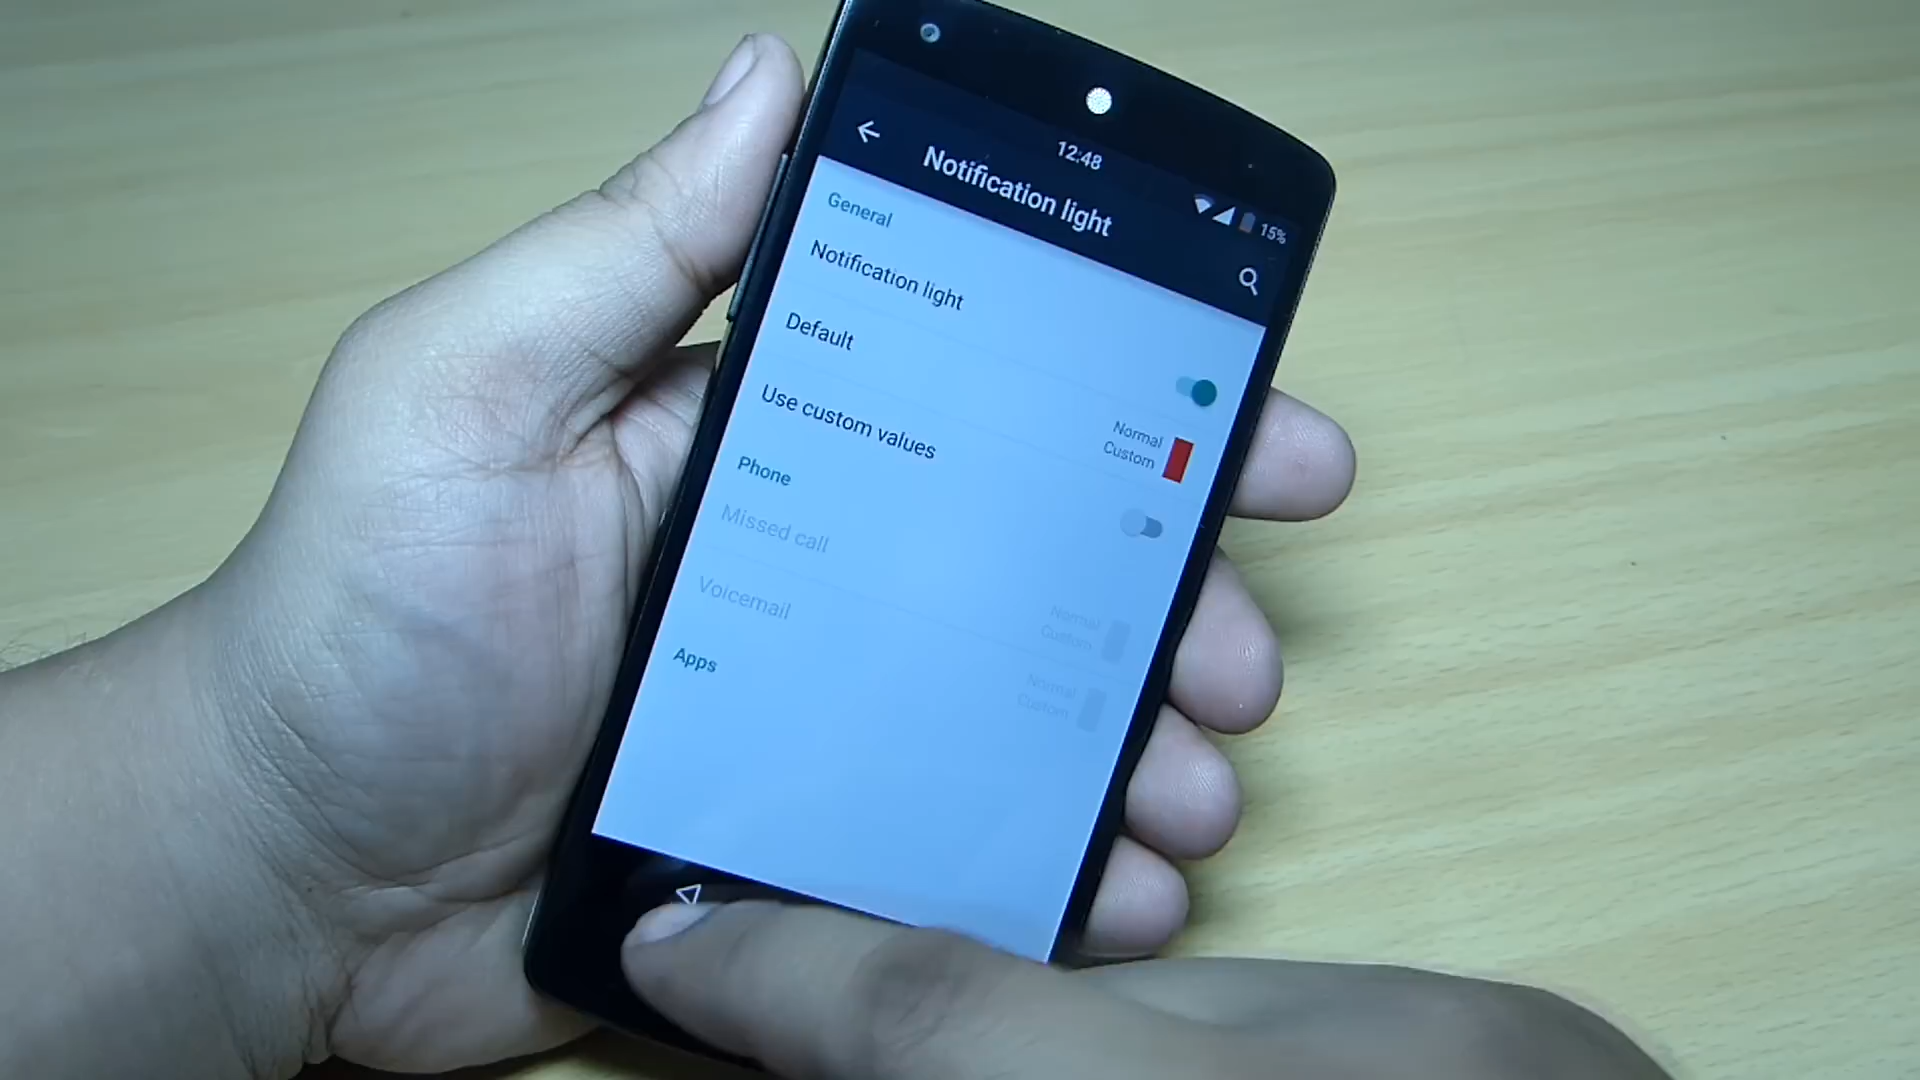 12:48
15%
Notification light
General
Notification light
Default
Normal
Custom
Use custom values
Phone
Missed call
Normal
Custom
Voicemail
Normal
Custom
Apps